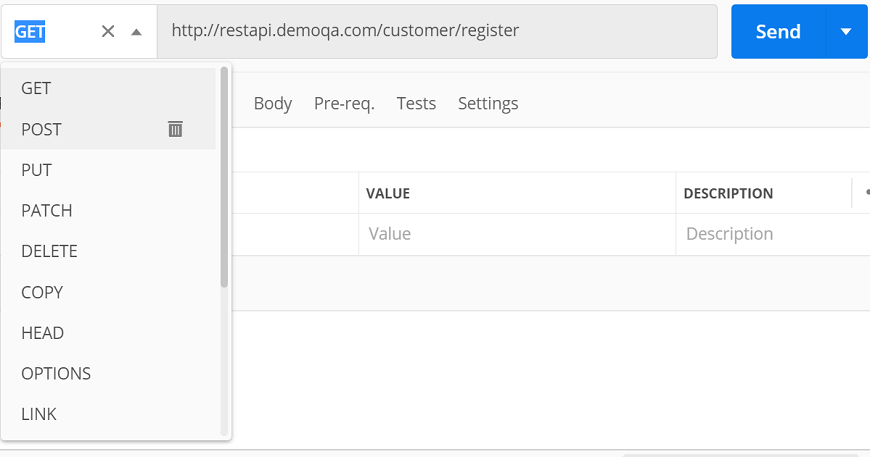 GET http://restapi.demoqa.com/customer/register Send
GET
POST
PUT
PATCH
DELETE
COPY
HEAD
OPTIONS
LINK
Body Pre-req. Tests Settings
VALUE DESCRIPTION
Value Description